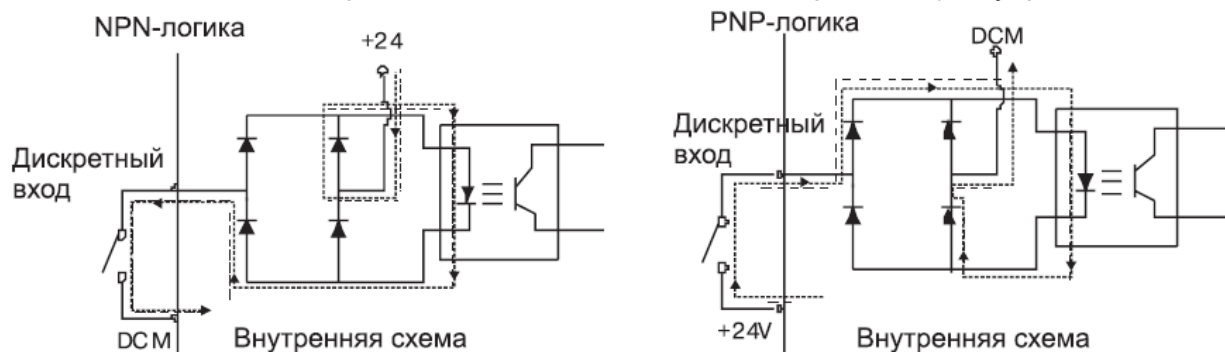 NPN-логика
+24
Дискретный
вход
DCM
Внутренняя схема
PNP-логика
DCM
Дискретный
вход
+24V
Внутренняя схема